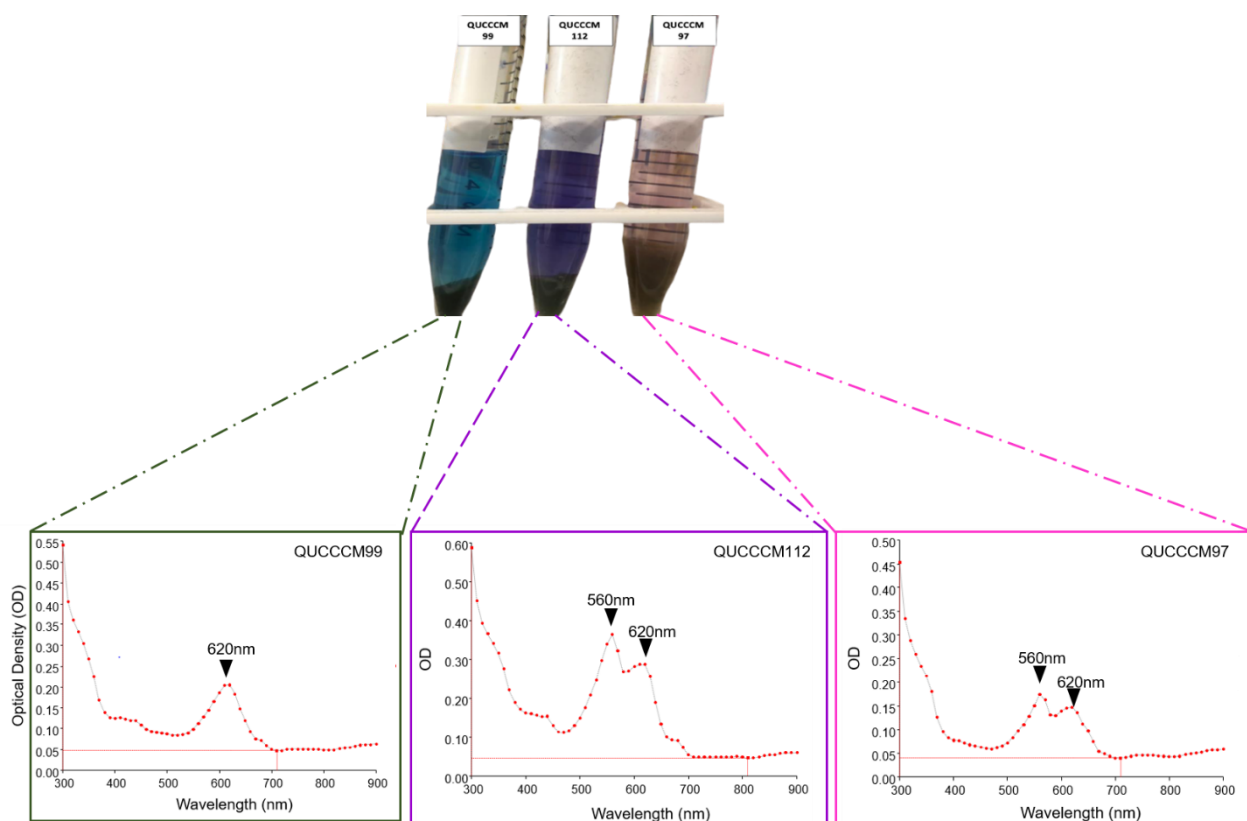 QUCCCM
99
QUCCCM
112
QUCCCM
97
QUCCCM99
0.55
0.50
0.45
0.40
0.35
0.30
0.25
0.20
0.15
0.10
0.05
0.00
Optical Density (OD)
620nm
300 400 500 600 700 800 900
Wavelength (nm)
QUCCCM112
0.60
0.50
0.40
0.30
0.20
0.10
0.00
OD
560nm
620nm
300 400 500 600 700 800 900
Wavelength (nm)
QUCCCM97
0.50
0.45
0.40
0.35
0.30
0.25
0.20
0.15
0.10
0.05
0.00
OD
560nm
620nm
300 400 500 600 700 800 900
Wavelength (nm)